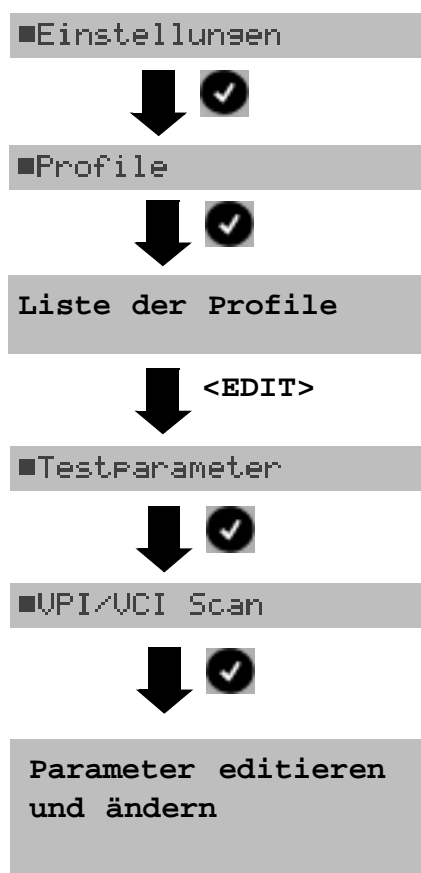 ■Einstellungen
■Profile
Liste der Profile
<EDIT>
■Testparameter
■VPI/VCI Scan
Parameter editieren
und ändern